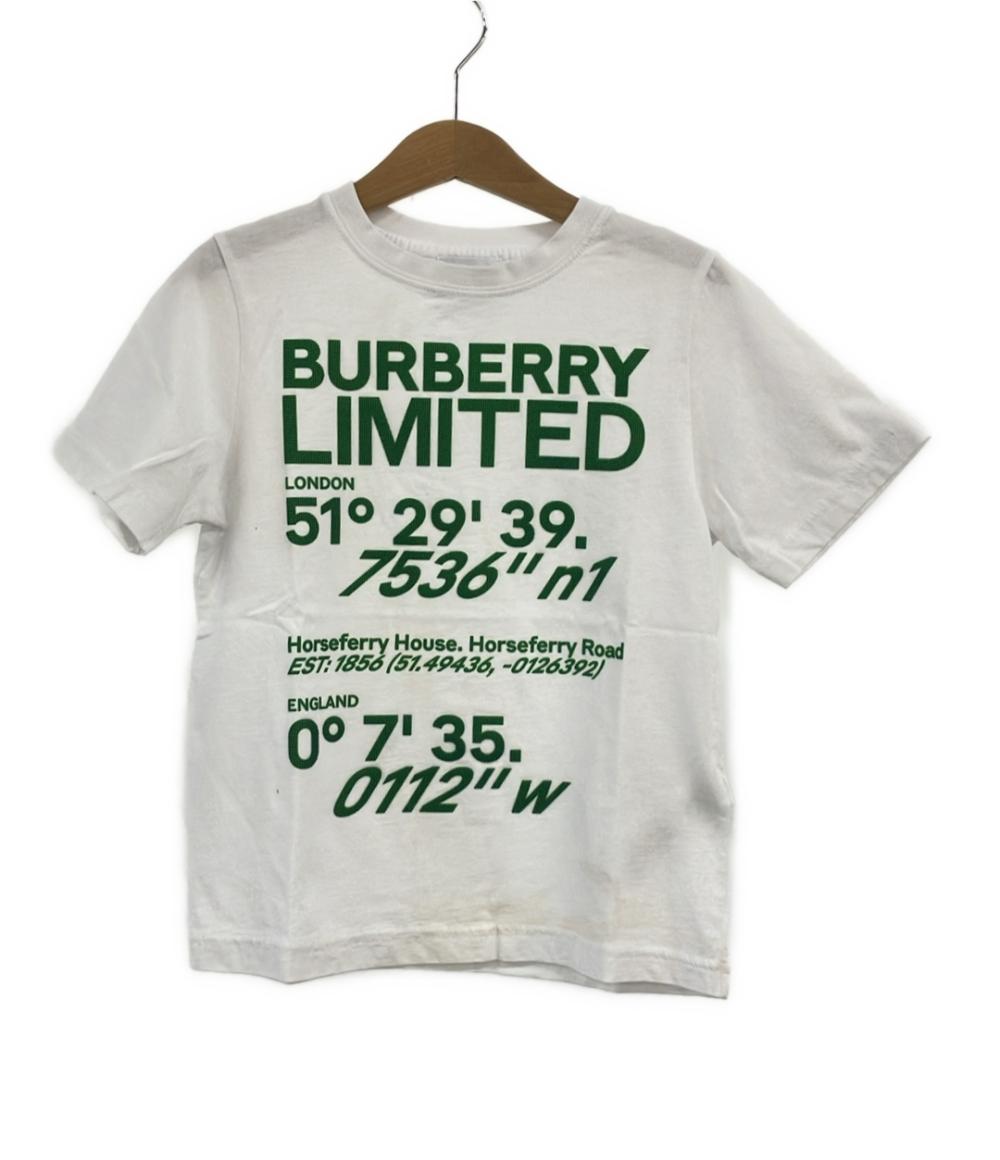 BURBERRY
LIMITED
LONDON
51° 29' 39.
7536" n1
Horseferry House. Horseferry Road
EST: 1856 (51.49436, -0126392)
ENGLAND
0° 7' 35.
0112" w